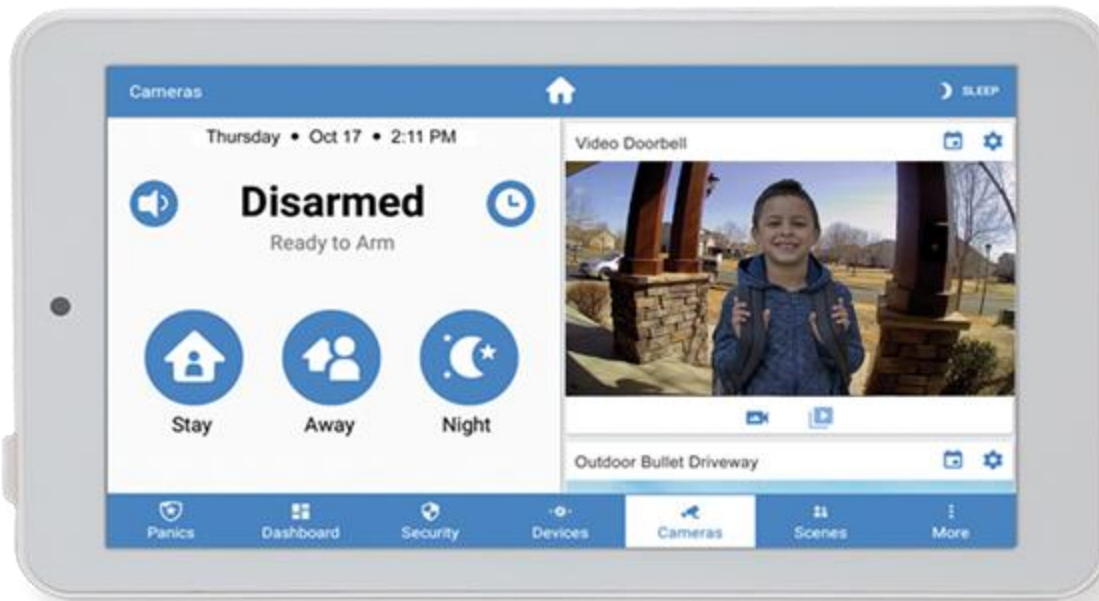 Cameras
SLEEP
Thursday • Oct 17 • 2:11 PM
Disarmed
Ready to Arm
Stay
Away
Night
Video Doorbell
Outdoor Bullet Driveway
Panics
Dashboard
Security
Devices
Cameras
Scenes
More